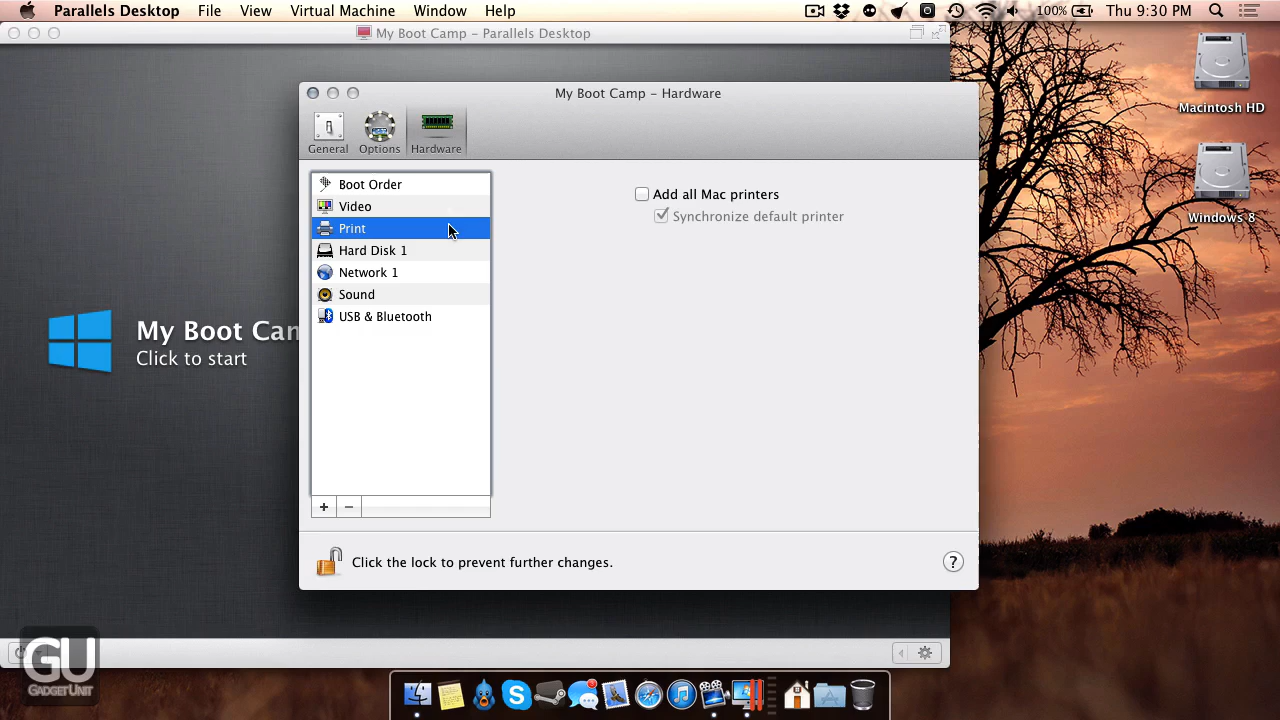 Parallels Desktop File View Virtual Machine Window Help 100% Thu 9:30 PM
My Boot Camp – Parallels Desktop
My Boot Camp – Hardware
General Options Hardware
Boot Order
Video
Print
Hard Disk 1
Network 1
Sound
USB & Bluetooth
+ −
Add all Mac printers
Synchronize default printer
Click the lock to prevent further changes.
?
My Boot Cam
Click to start
Macintosh HD
Windows 8
GU
GADGETUNIT